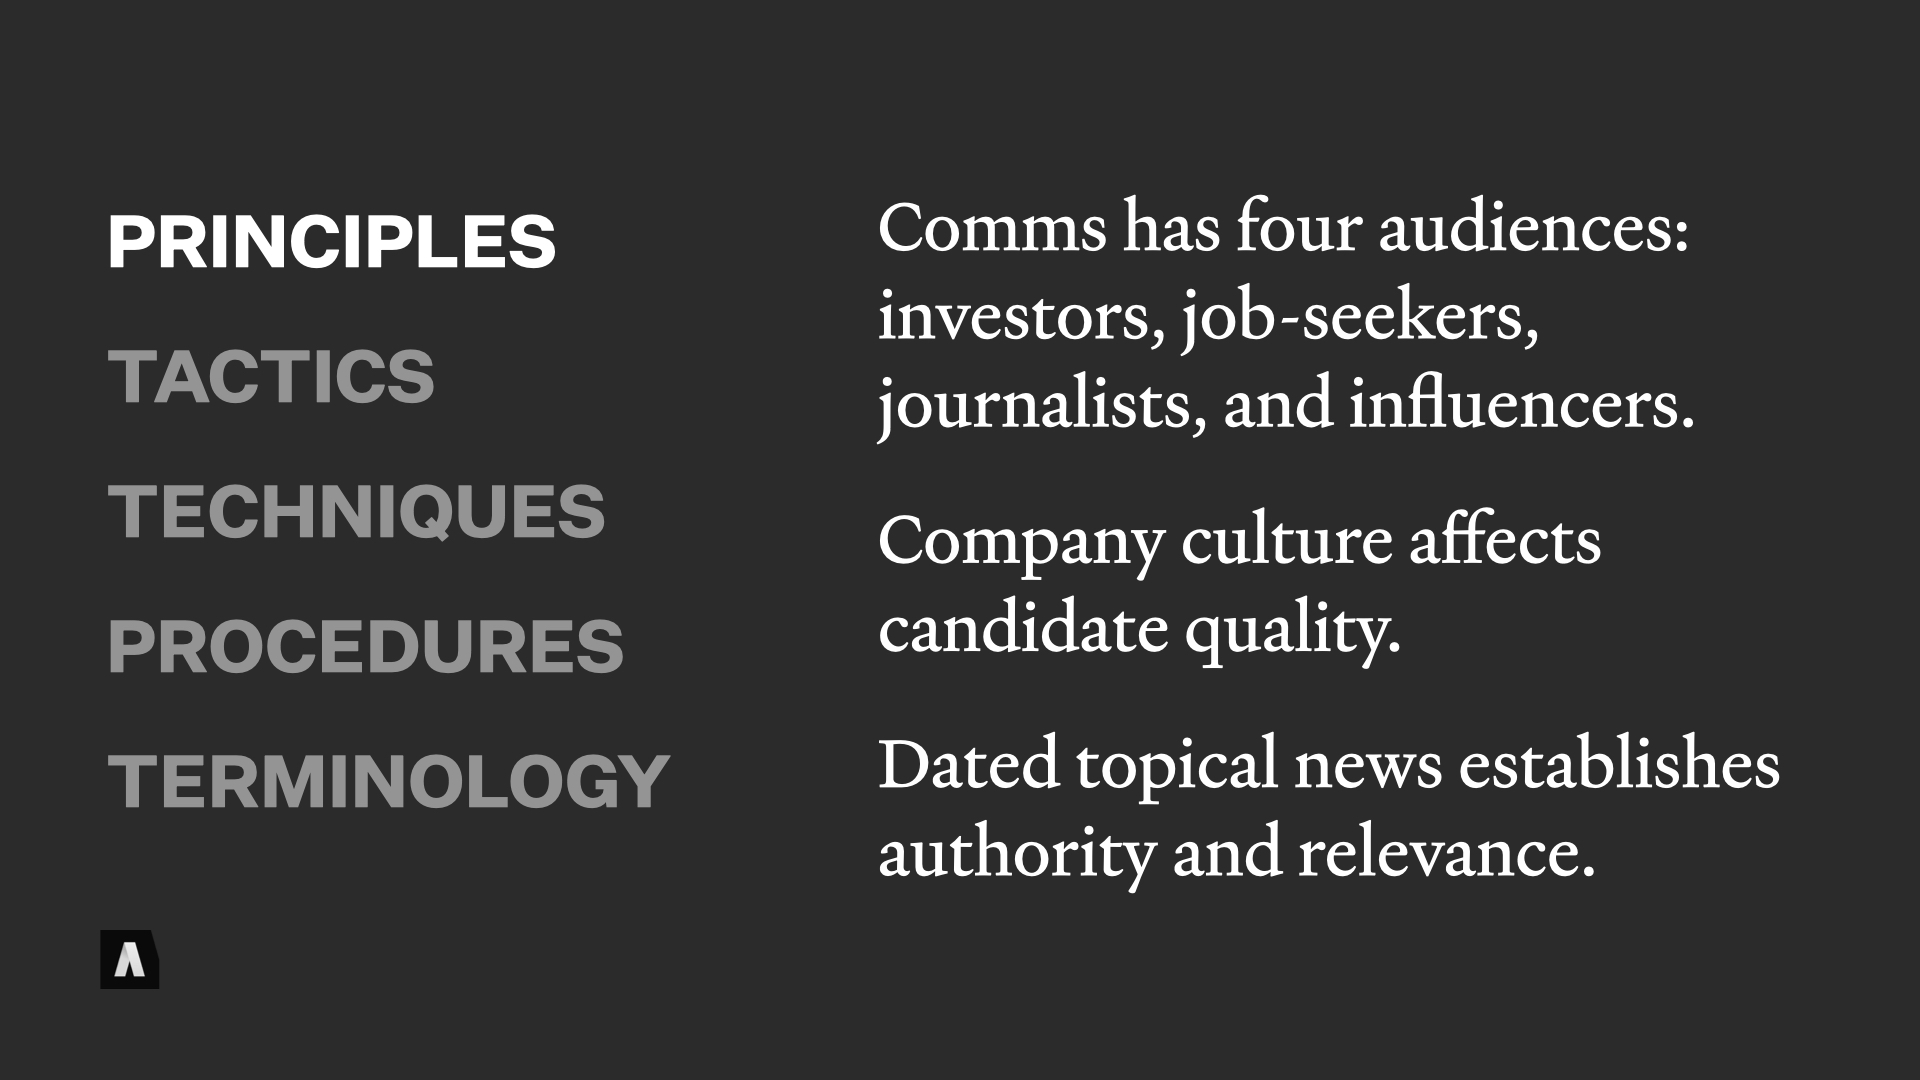 PRINCIPLES
TACTICS
TECHNIQUES
PROCEDURES
TERMINOLOGY
Comms has four audiences:
investors, job-seekers,
journalists, and influencers.
Company culture affects
candidate quality.
Dated topical news establishes
authority and relevance.